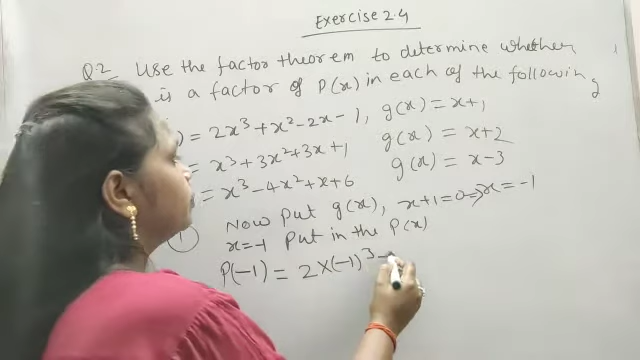 Exercise 2.4
Q2 Use the factor theorem to determine whether
is a factor of P(x) in each of the following
) = 2x³ + x² - 2x - 1, g(x) = x+1
= x³ + 3x² + 3x + 1 g(x) = x+2
= x³ - 4x² + x + 6 g(x) = x-3
Now put g(x), x+1=0 ⇒ x = -1
x=-1 Put in the P(x)
P(-1) = 2×(-1)³